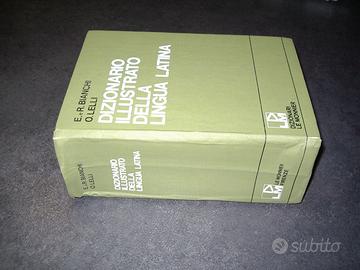 E. e R. BIANCHI
O. LELLI
DIZIONARIO
ILLUSTRATO
DELLA
LINGUA LATINA
LM
DIZIONARI
LE MONNIER
E. e R. BIANCHI
O. LELLI
DIZIONARIO
ILLUSTRATO
DELLA
LINGUA LATINA
LM
LE MONNIER
FIRENZE
subito